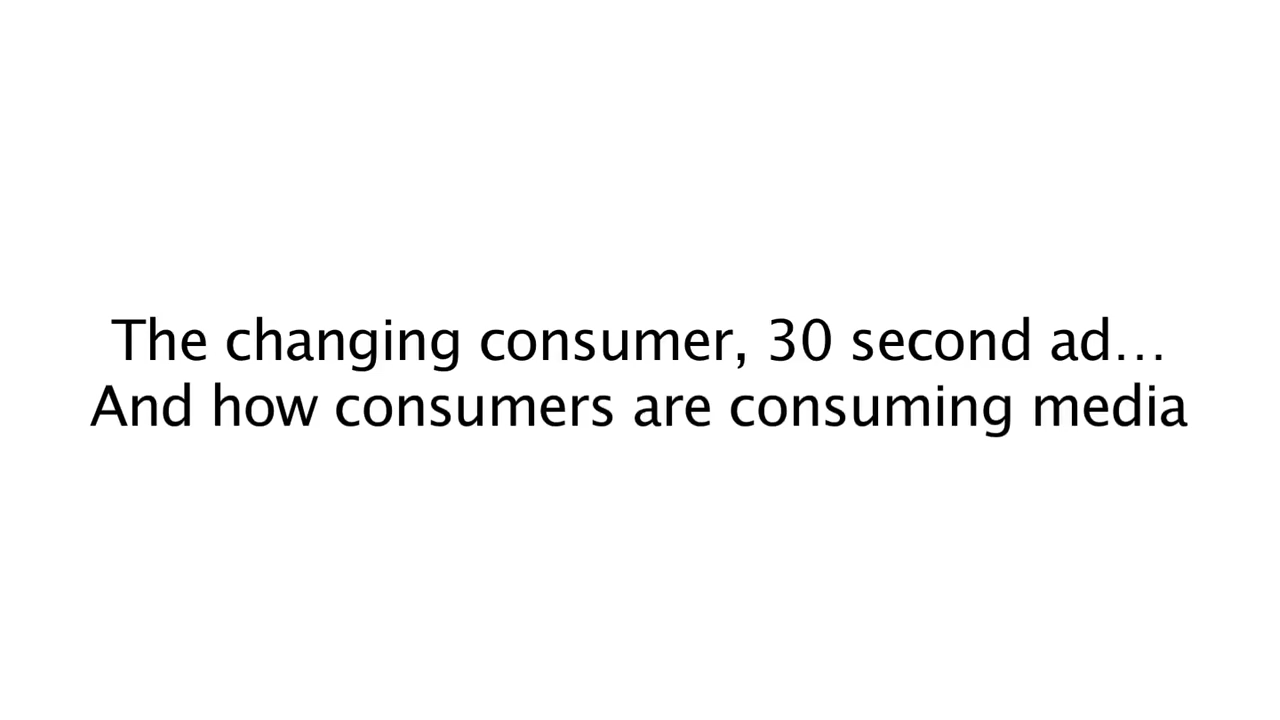 The changing consumer, 30 second ad…
And how consumers are consuming media